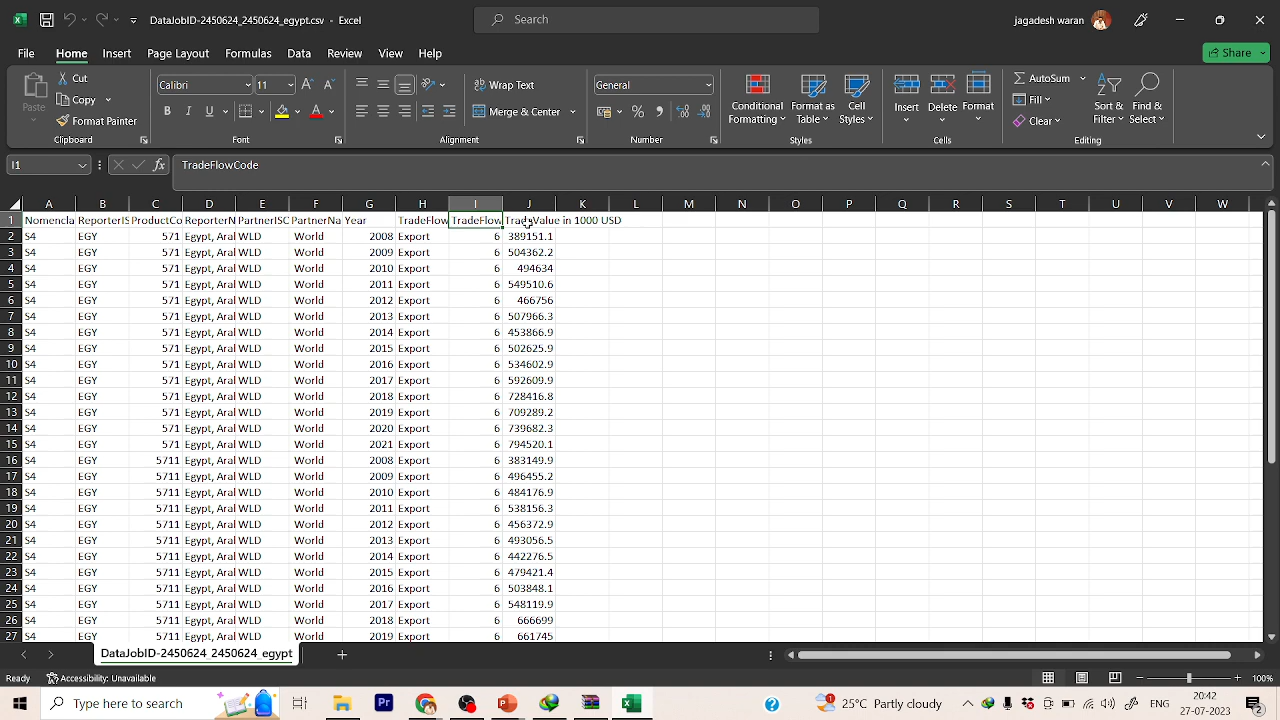 DataJobID-2450624_2450624_egypt.csv - Excel
Search
jagadesh waran
File Home Insert Page Layout Formulas Data Review View Help
Share
Paste
Cut
Copy
Format Painter
Clipboard
Calibri 11
B I U
Font
Wrap Text
Merge & Center
Alignment
General
Number
Conditional Formatting
Format as Table
Cell Styles
Styles
Insert
Delete
Format
Cells
AutoSum
Fill
Clear
Sort & Filter
Find & Select
Editing
I1 fx TradeFlowCode
A B C D E F G H I J K L M N O P Q R S T U V W
1 Nomencla ReporterIS ProductCo ReporterN PartnerISC PartnerNa Year TradeFlow TradeFlow TradeValue in 1000 USD
2 S4 EGY 571 Egypt, Aral WLD World 2008 Export 6 389151.1
3 S4 EGY 571 Egypt, Aral WLD World 2009 Export 6 504362.2
4 S4 EGY 571 Egypt, Aral WLD World 2010 Export 6 494634
5 S4 EGY 571 Egypt, Aral WLD World 2011 Export 6 549510.6
6 S4 EGY 571 Egypt, Aral WLD World 2012 Export 6 466756
7 S4 EGY 571 Egypt, Aral WLD World 2013 Export 6 507966.3
8 S4 EGY 571 Egypt, Aral WLD World 2014 Export 6 453866.9
9 S4 EGY 571 Egypt, Aral WLD World 2015 Export 6 502625.9
10 S4 EGY 571 Egypt, Aral WLD World 2016 Export 6 534602.9
11 S4 EGY 571 Egypt, Aral WLD World 2017 Export 6 592609.9
12 S4 EGY 571 Egypt, Aral WLD World 2018 Export 6 728416.8
13 S4 EGY 571 Egypt, Aral WLD World 2019 Export 6 709289.2
14 S4 EGY 571 Egypt, Aral WLD World 2020 Export 6 739682.3
15 S4 EGY 571 Egypt, Aral WLD World 2021 Export 6 794520.1
16 S4 EGY 5711 Egypt, Aral WLD World 2008 Export 6 383149.9
17 S4 EGY 5711 Egypt, Aral WLD World 2009 Export 6 496455.2
18 S4 EGY 5711 Egypt, Aral WLD World 2010 Export 6 484176.9
19 S4 EGY 5711 Egypt, Aral WLD World 2011 Export 6 538156.3
20 S4 EGY 5711 Egypt, Aral WLD World 2012 Export 6 456372.9
21 S4 EGY 5711 Egypt, Aral WLD World 2013 Export 6 493056.5
22 S4 EGY 5711 Egypt, Aral WLD World 2014 Export 6 442276.5
23 S4 EGY 5711 Egypt, Aral WLD World 2015 Export 6 479421.4
24 S4 EGY 5711 Egypt, Aral WLD World 2016 Export 6 503848.1
25 S4 EGY 5711 Egypt, Aral WLD World 2017 Export 6 548119.9
26 S4 EGY 5711 Egypt, Aral WLD World 2018 Export 6 666699
27 S4 EGY 5711 Egypt, Aral WLD World 2019 Export 6 661745
DataJobID-2450624_2450624_egypt
Ready Accessibility: Unavailable 100%
Type here to search
Pr
25°C Partly cloudy
20:42
27-07-2023
2